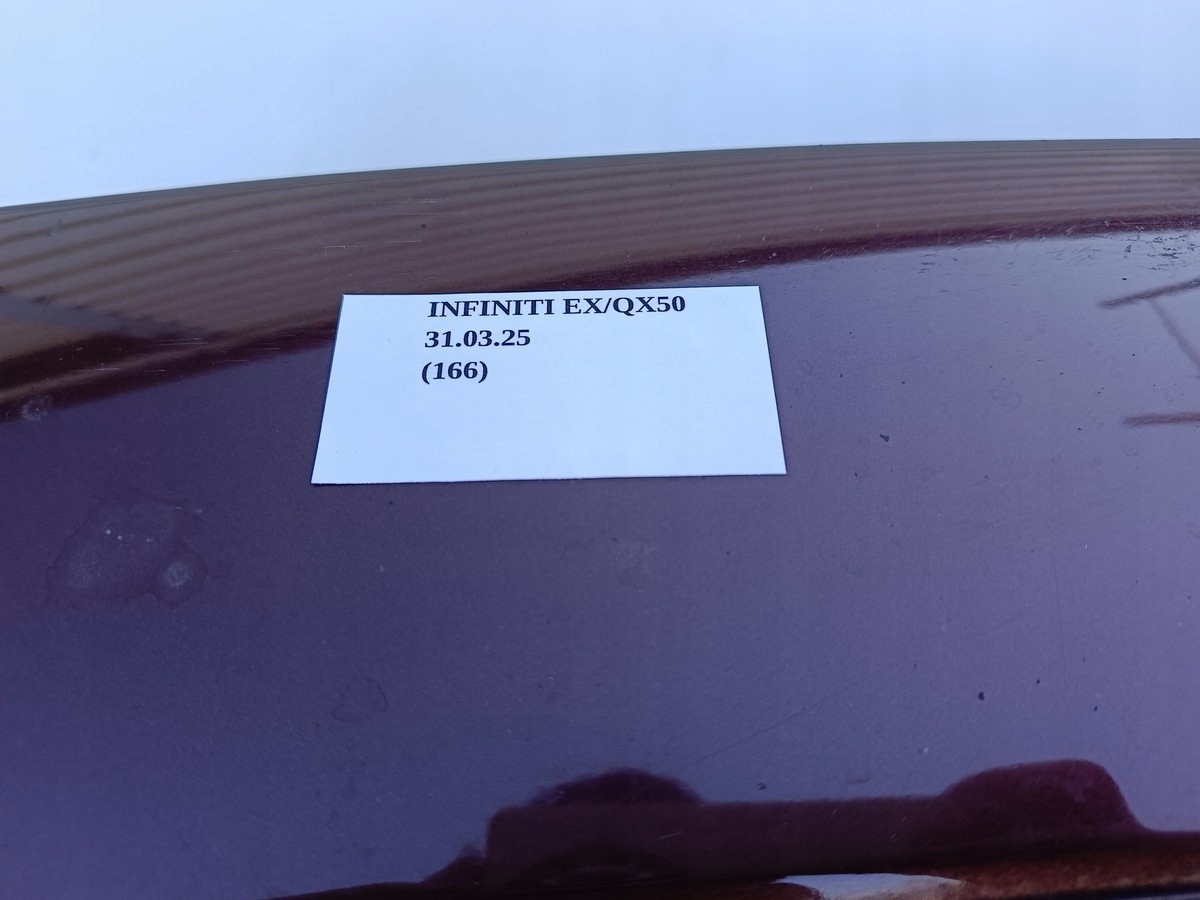 INFINITI EX/QX50
31.03.25
(166)